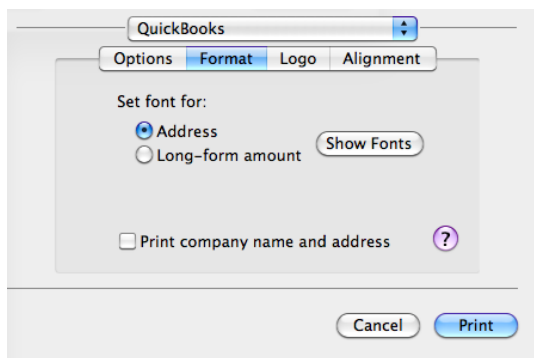 QuickBooks
Options Format Logo Alignment
Set font for:
Address
Long-form amount
Show Fonts
Print company name and address
?
Cancel Print